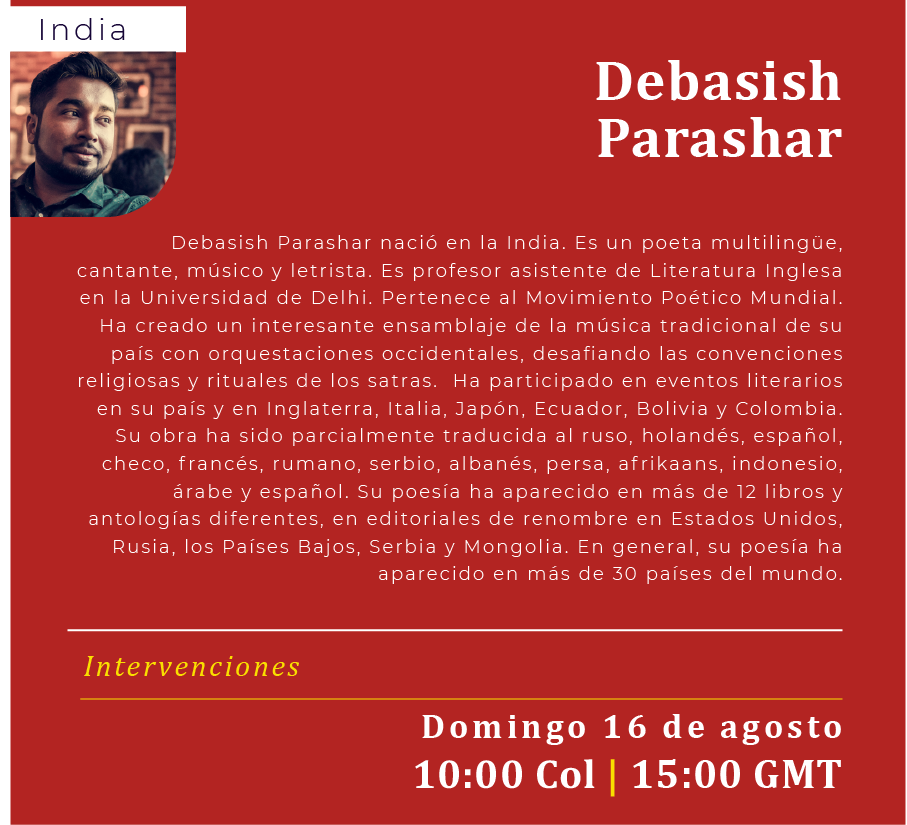 India
Debasish
Parashar
Debasish Parashar nació en la India. Es un poeta multilingüe,
cantante, músico y letrista. Es profesor asistente de Literatura Inglesa
en la Universidad de Delhi. Pertenece al Movimiento Poético Mundial.
Ha creado un interesante ensamblaje de la música tradicional de su
país con orquestaciones occidentales, desafiando las convenciones
religiosas y rituales de los satras.  Ha participado en eventos literarios
en su país y en Inglaterra, Italia, Japón, Ecuador, Bolivia y Colombia.
Su obra ha sido parcialmente traducida al ruso, holandés, español,
checo, francés, rumano, serbio, albanés, persa, afrikaans, indonesio,
árabe y español. Su poesía ha aparecido en más de 12 libros y
antologías diferentes, en editoriales de renombre en Estados Unidos,
Rusia, los Países Bajos, Serbia y Mongolia. En general, su poesía ha
aparecido en más de 30 países del mundo.
Intervenciones
Domingo 16 de agosto
10:00 Col | 15:00 GMT